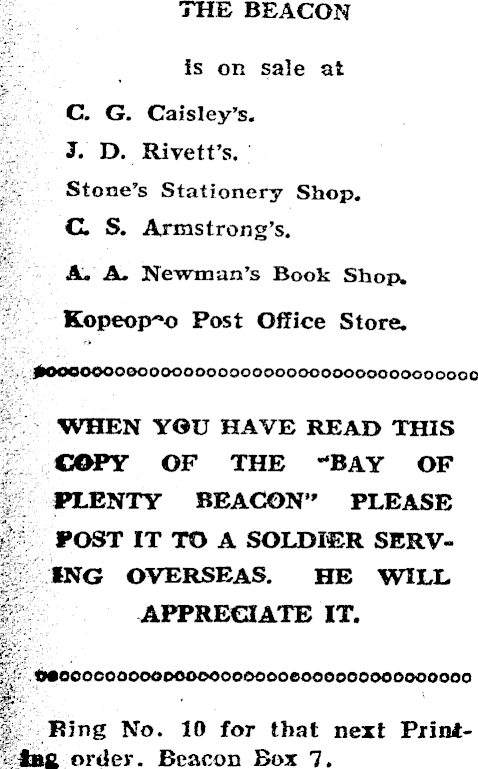 THE BEACON
is on sale at
C. G. Caisley's.
J. D. Rivett's.
Stone's Stationery Shop.
C. S. Armstrong's.
A. A. Newman's Book Shop.
Post Office Store.
WHEN YOU HAVE READ THIS
COPY OF THE "BAY OF
PLENTY BEACON" PLEASE
POST IT TO A SOLDIER SERV-
ING OVERSEAS. HE WILL
APPRECIATE IT.
Ring No. 10 for that next Print-
ing order. Beacon Box 7.